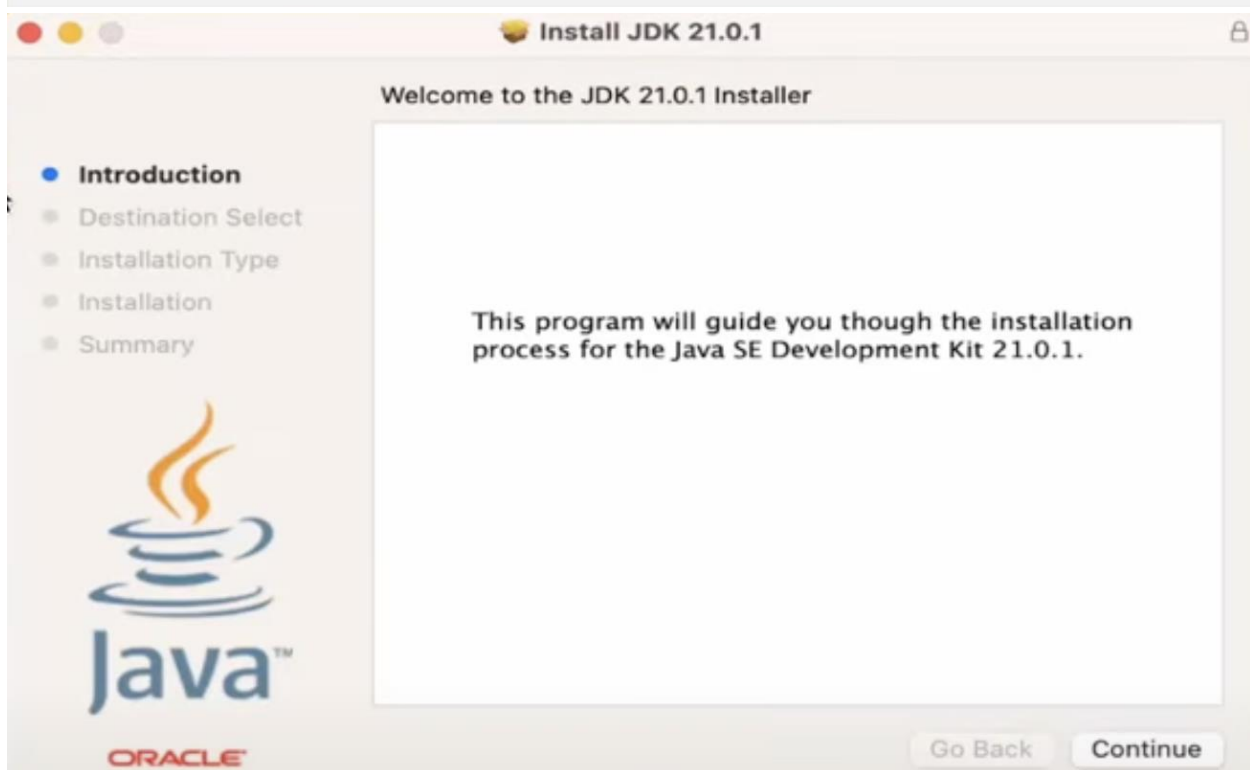 Install JDK 21.0.1
Welcome to the JDK 21.0.1 Installer
Introduction
Destination Select
Installation Type
Installation
Summary
This program will guide you though the installation
process for the Java SE Development Kit 21.0.1.
Java™
ORACLE
Go Back
Continue